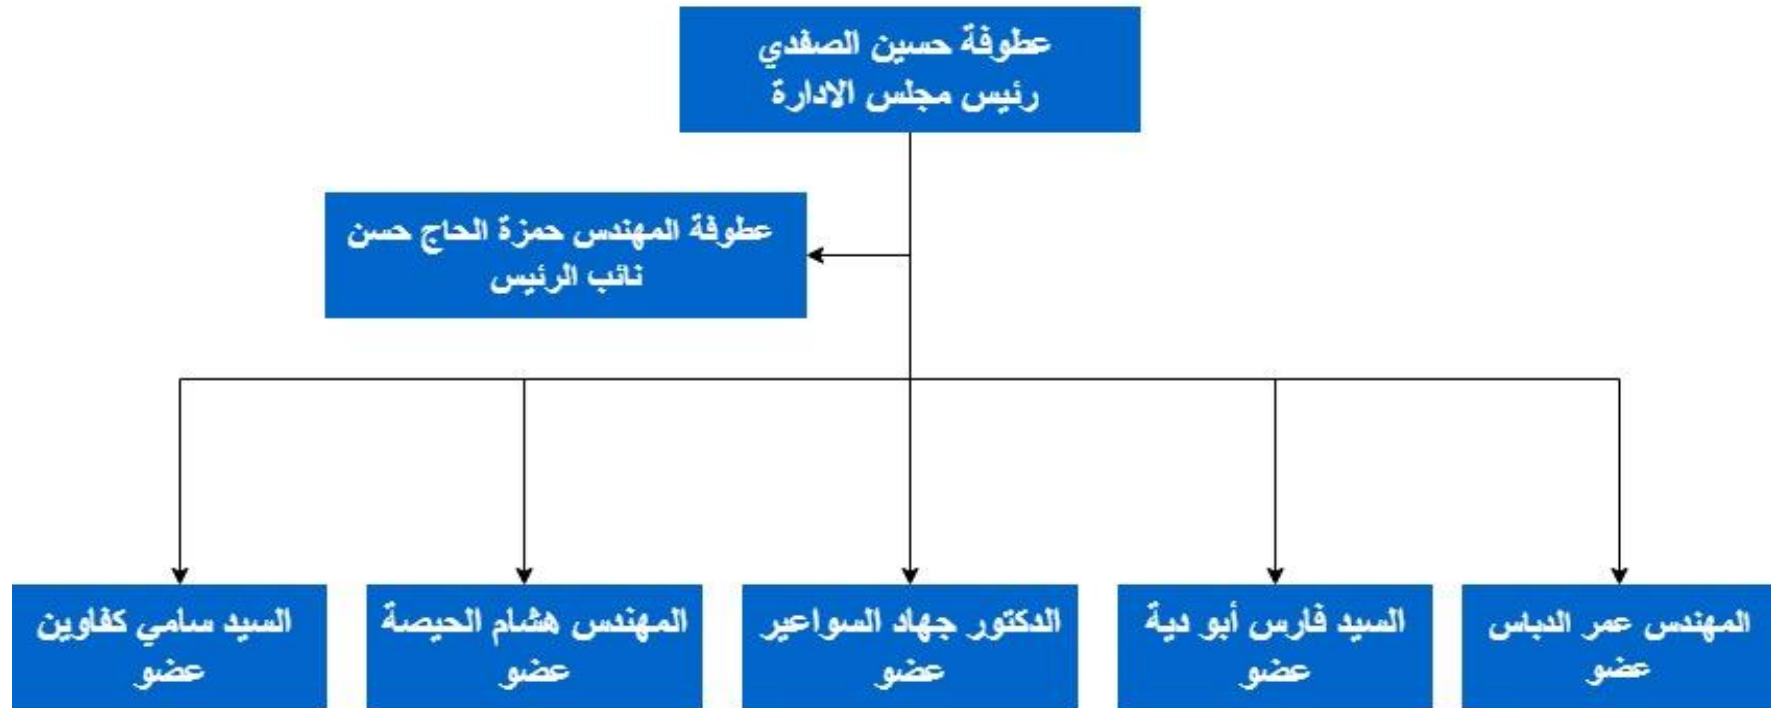 عطوفة حسين الصفدي
رئيس مجلس الادارة
عطوفة المهندس حمزة الحاج حسن
نائب الرئيس
المهندس عمر الدباس
عضو
السيد فارس أبو دية
عضو
الدكتور جهاد السواعير
عضو
المهندس هشام الحيصة
عضو
السيد سامي كفاوين
عضو